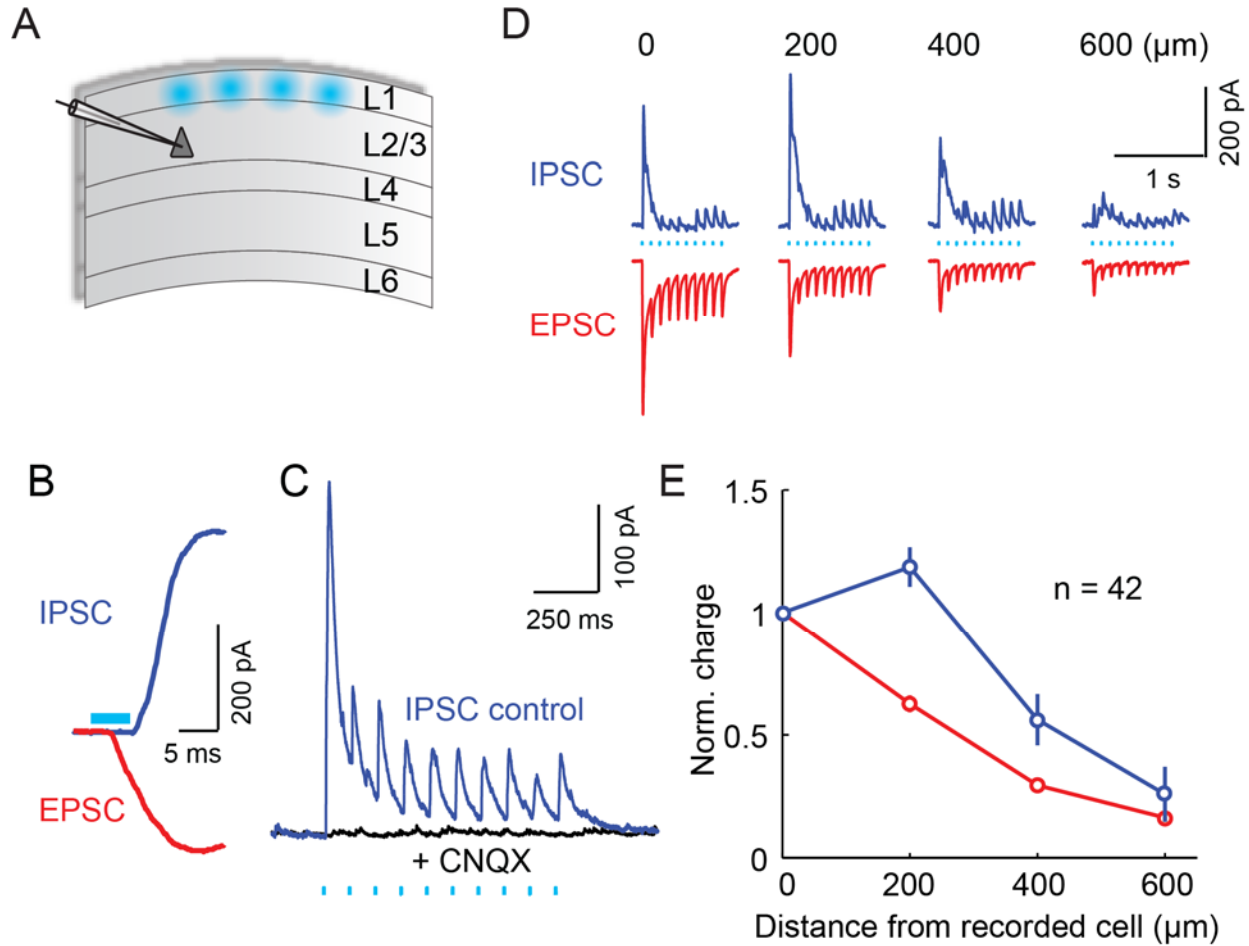 A
L1
L2/3
L4
L5
L6
D
0 200 400 600 (µm)
IPSC
EPSC
200 pA
1 s
B
IPSC
EPSC
200 pA
5 ms
C
100 pA
250 ms
IPSC control
+ CNQX
E
n = 42
Norm. charge
1.5
1
0.5
0
0 200 400 600
Distance from recorded cell (µm)